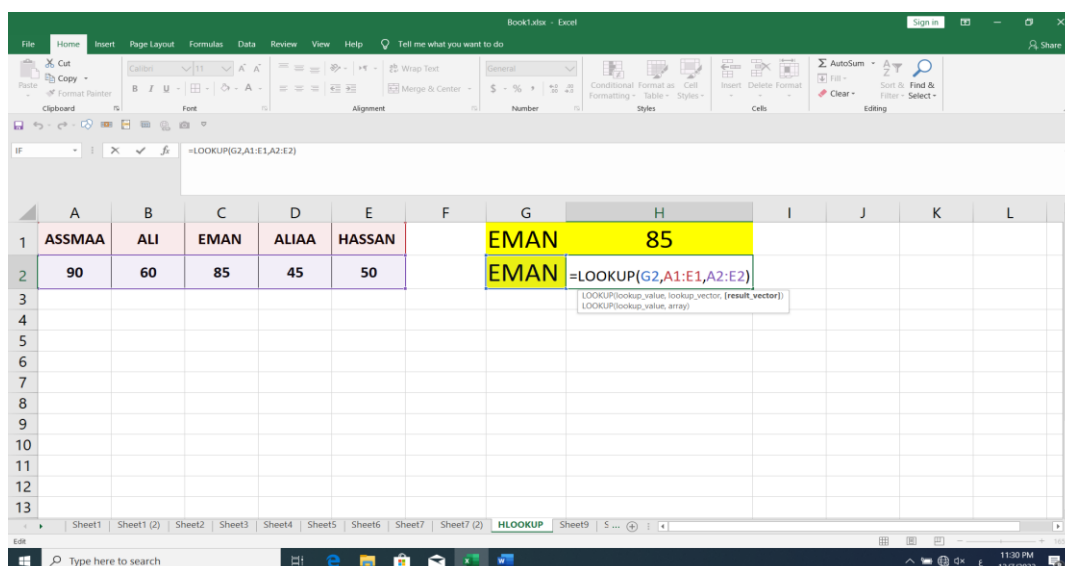 Book1.xlsx - Excel
Sign in
File Home Insert Page Layout Formulas Data Review View Help Tell me what you want to do Share
Paste
Cut
Copy
Format Painter
Clipboard
Calibri 11
B I U
Font
Wrap Text
Merge & Center
Alignment
General
$ - % ,
Number
Conditional Formatting
Format as Table
Cell Styles
Styles
Insert Delete Format
Cells
AutoSum
Fill
Clear
Sort & Filter
Find & Select
Editing
IF fx =LOOKUP(G2,A1:E1,A2:E2)
A B C D E F G H I J K L
1 ASSMAA ALI EMAN ALIAA HASSAN EMAN 85
2 90 60 85 45 50 EMAN =LOOKUP(G2,A1:E1,A2:E2)
LOOKUP(lookup_value, lookup_vector, [result_vector])
LOOKUP(lookup_value, array)
3
4
5
6
7
8
9
10
11
12
13
Sheet1 Sheet1 (2) Sheet2 Sheet3 Sheet4 Sheet5 Sheet6 Sheet7 Sheet7 (2) HLOOKUP Sheet9 S ...
Edit
Type here to search
11:30 PM